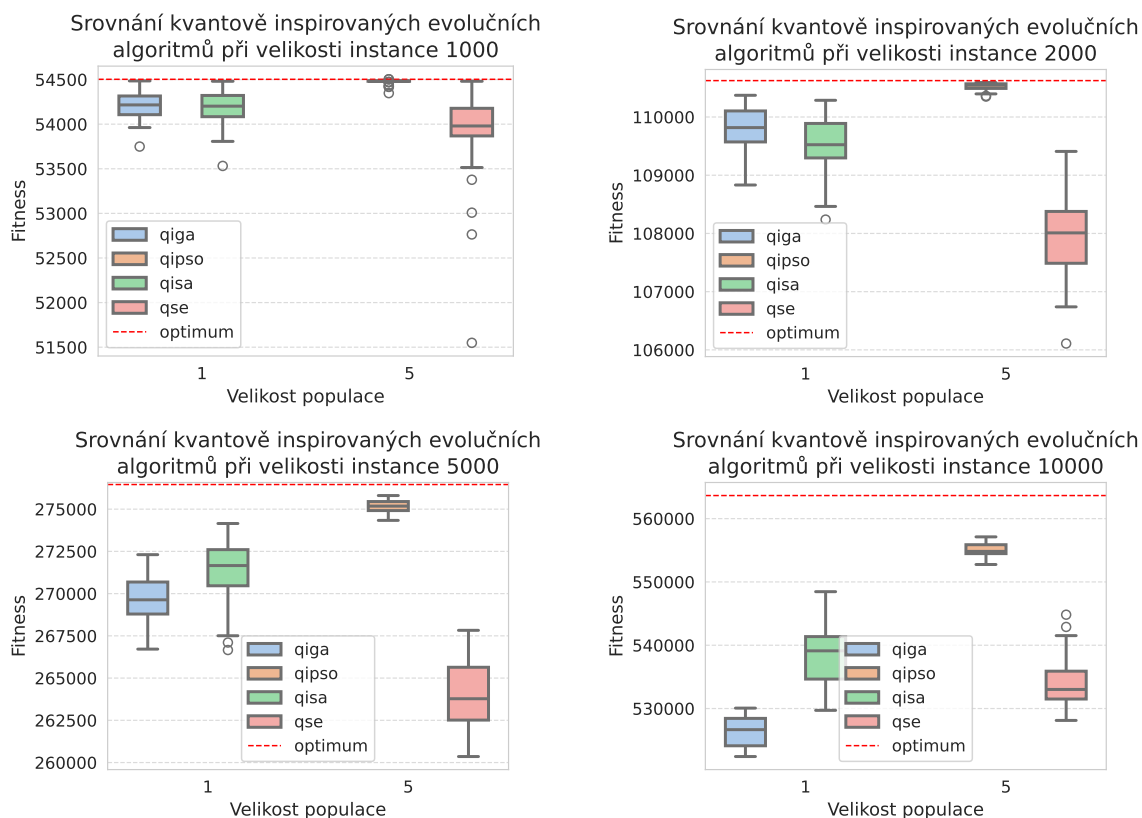 Srovnání kvantově inspirovaných evolučních
algoritmů při velikosti instance 1000
54500
54000
53500
53000
52500
52000
51500
Fitness
qiga
qipso
qisa
qse
optimum
1
5
Velikost populace
Srovnání kvantově inspirovaných evolučních
algoritmů při velikosti instance 2000
110000
109000
108000
107000
106000
Fitness
qiga
qipso
qisa
qse
optimum
1
5
Velikost populace
Srovnání kvantově inspirovaných evolučních
algoritmů při velikosti instance 5000
275000
272500
270000
267500
265000
262500
260000
Fitness
qiga
qipso
qisa
qse
optimum
1
5
Velikost populace
Srovnání kvantově inspirovaných evolučních
algoritmů při velikosti instance 10000
560000
550000
540000
530000
Fitness
qiga
qipso
qisa
qse
optimum
1
5
Velikost populace